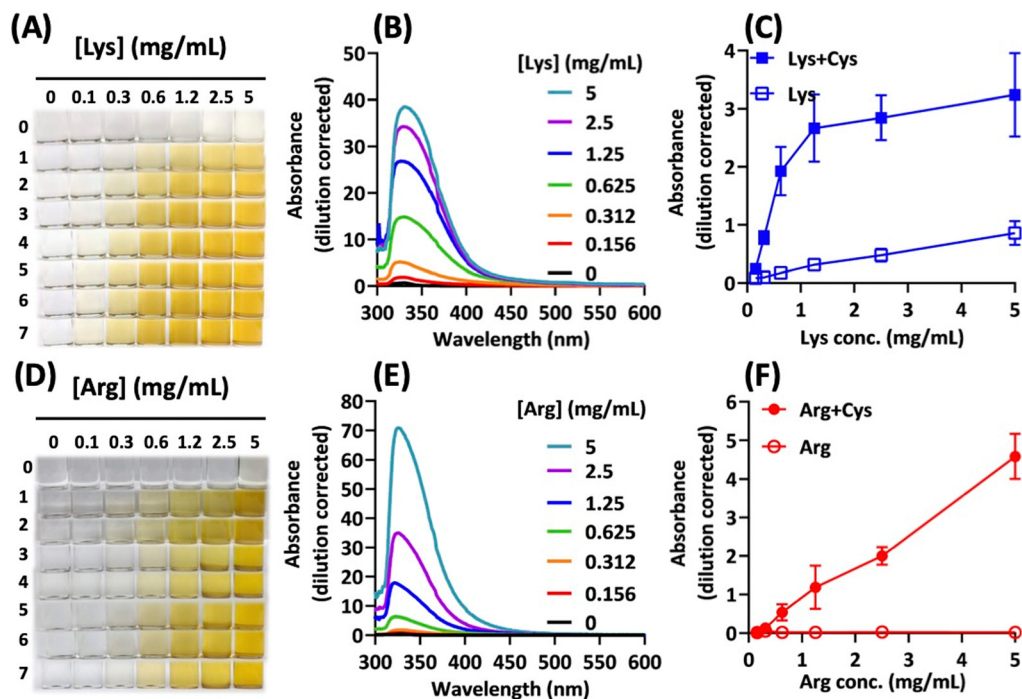 (A)
[Lys] (mg/mL)
0 0.1 0.3 0.6 1.2 2.5 5
0
1
2
3
4
5
6
7
(B)
Absorbance
(dilution corrected)
50
40
30
20
10
0
300 350 400 450 500 550 600
Wavelength (nm)
[Lys] (mg/mL)
5
2.5
1.25
0.625
0.312
0.156
0
(C)
Absorbance
(dilution corrected)
4
3
2
1
0
Lys+Cys
Lys
0 1 2 3 4 5
Lys conc. (mg/mL)
(D)
[Arg] (mg/mL)
0 0.1 0.3 0.6 1.2 2.5 5
0
1
2
3
4
5
6
7
(E)
Absorbance
(dilution corrected)
80
70
60
50
40
30
20
10
0
300 350 400 450 500 550 600
Wavelength (nm)
[Arg] (mg/mL)
5
2.5
1.25
0.625
0.312
0.156
0
(F)
Absorbance
(dilution corrected)
6
5
4
3
2
1
0
Arg+Cys
Arg
0 1 2 3 4 5
Arg conc. (mg/mL)